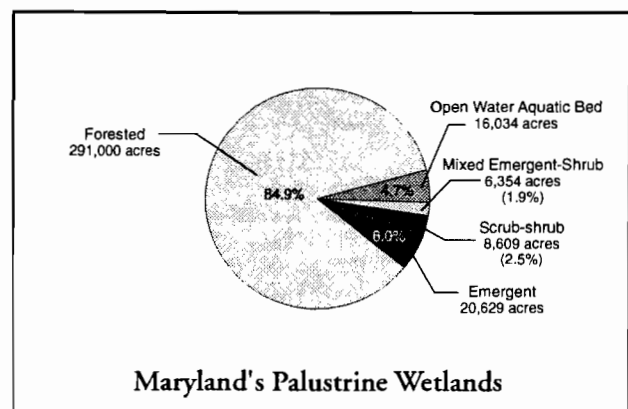 Forested
291,000 acres
84.9%
Open Water Aquatic Bed
16,034 acres
4.7%
Mixed Emergent-Shrub
6,354 acres
(1.9%)
Scrub-shrub
8,609 acres
(2.5%)
6.0%
Emergent
20,629 acres
Maryland's Palustrine Wetlands